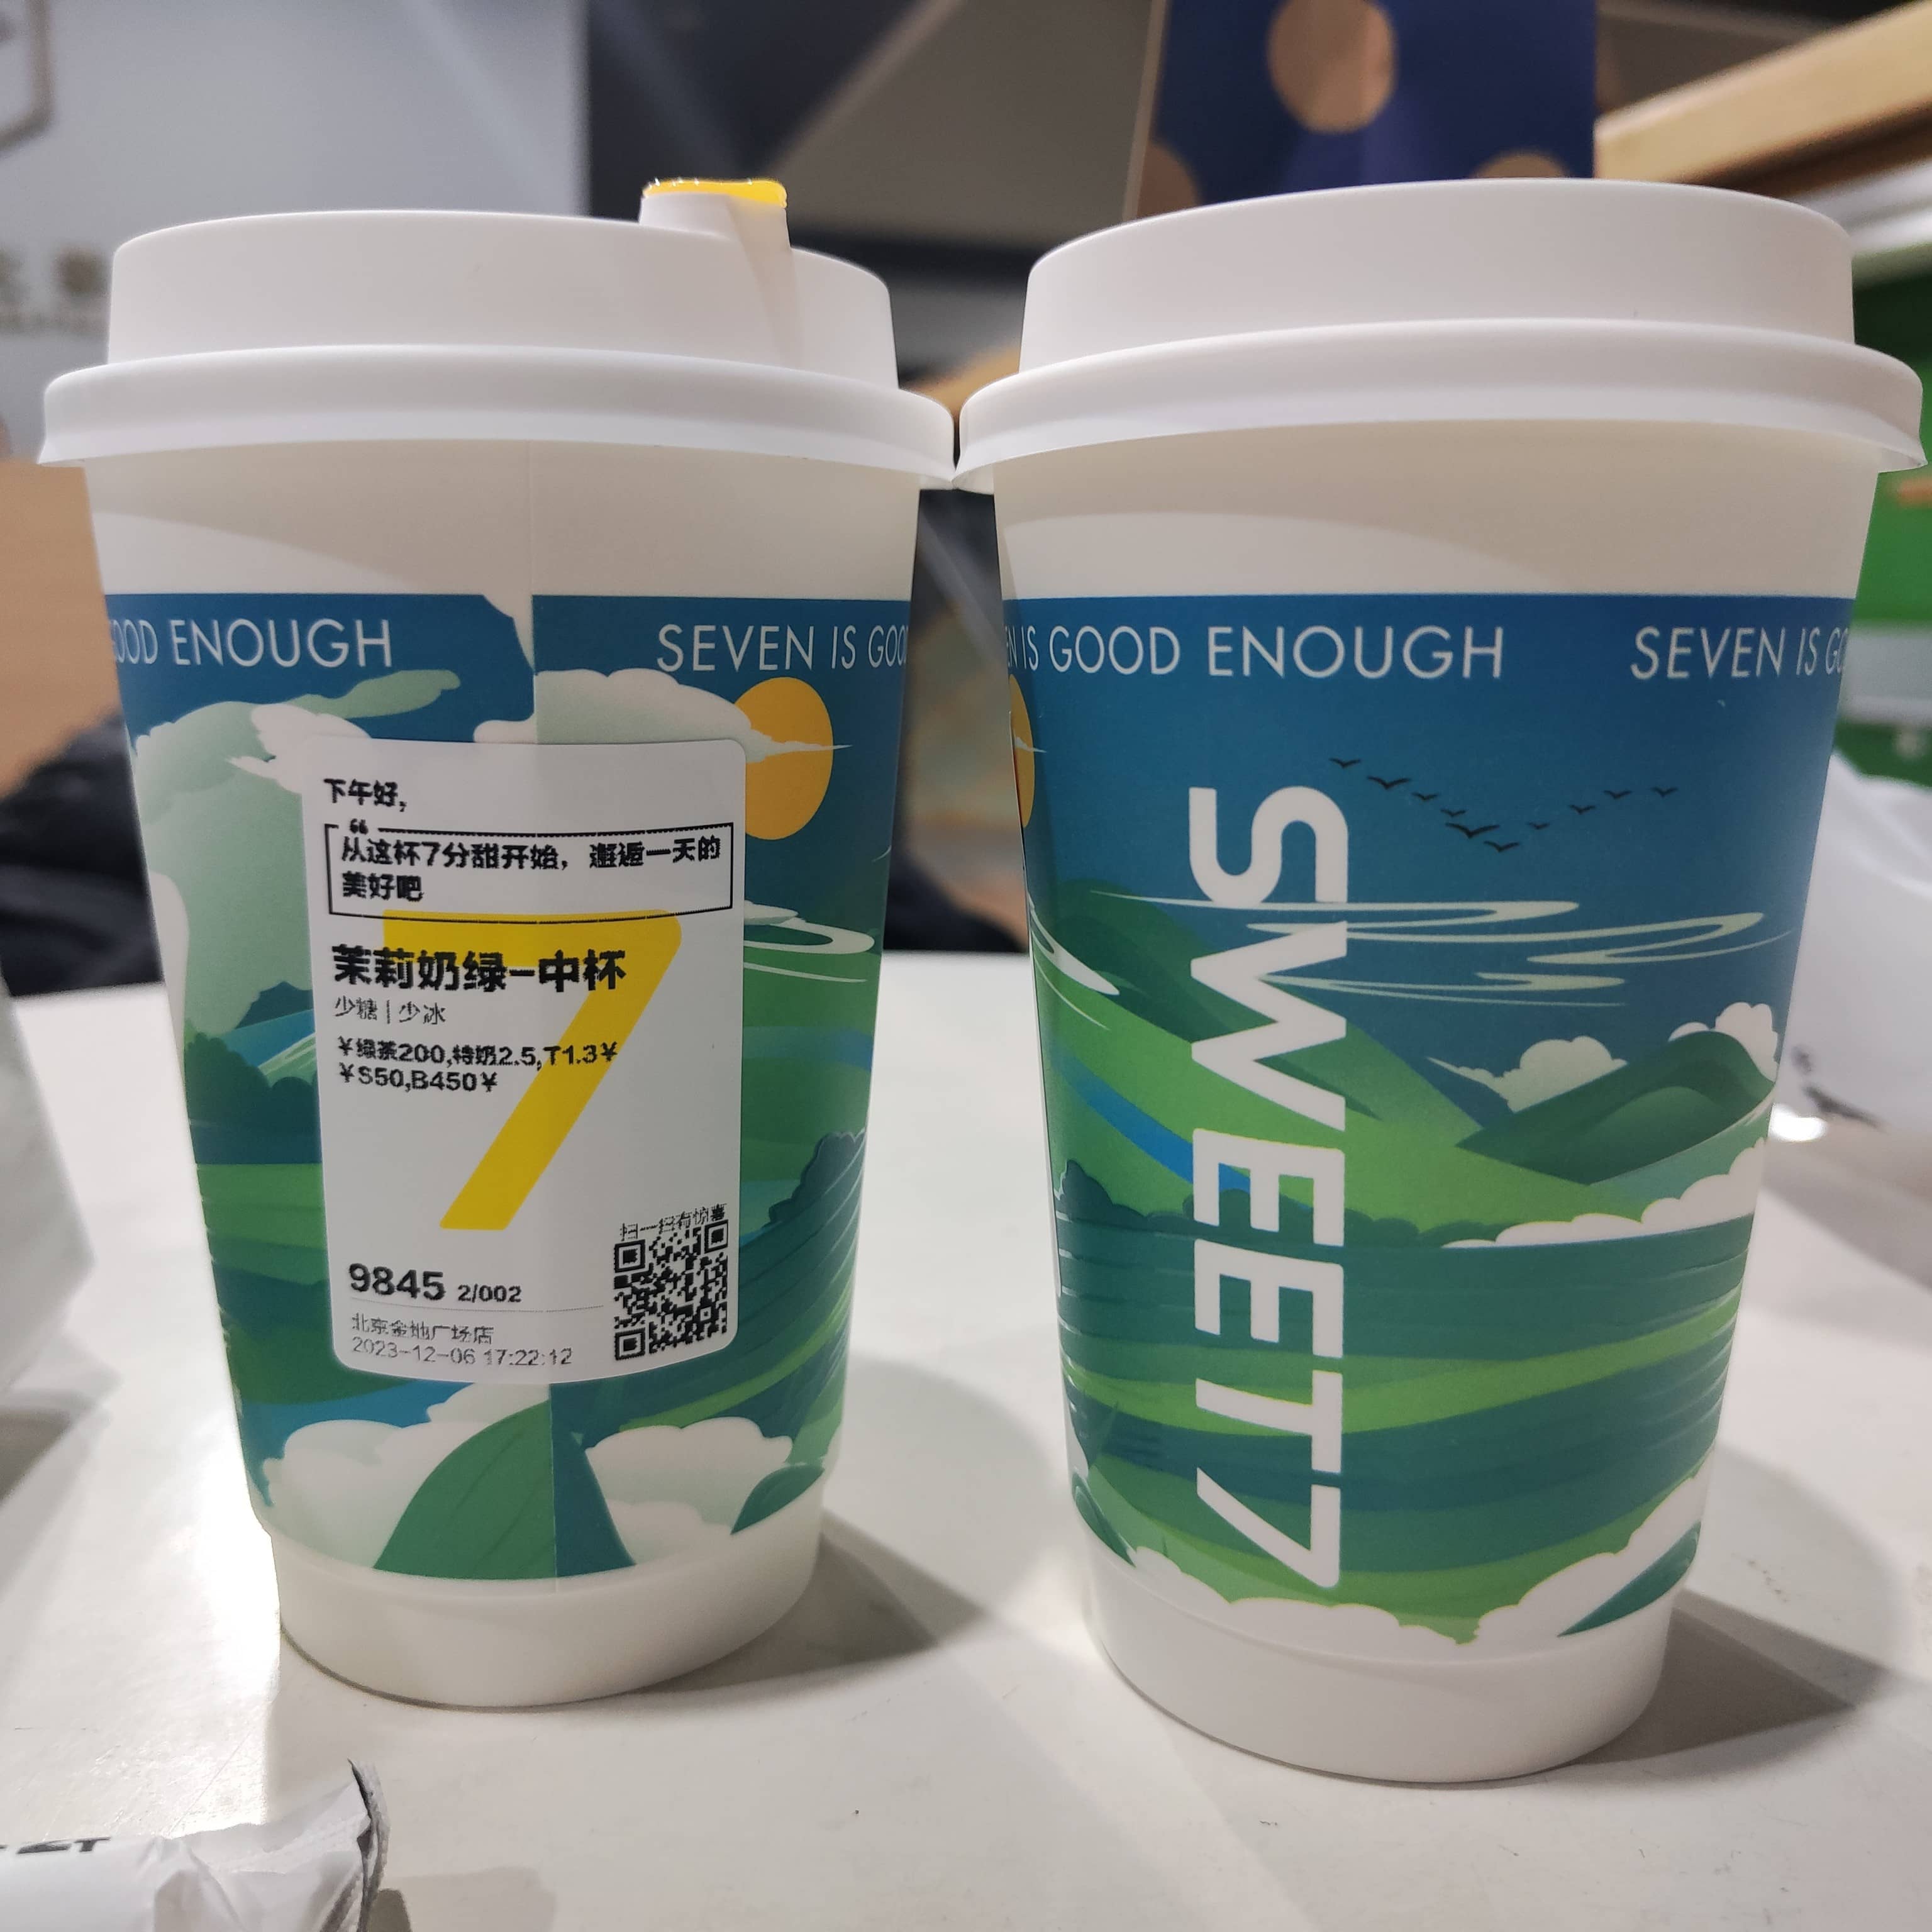 OOD ENOUGH
SEVEN IS GOO
下午好,
“
从这杯7分甜开始, 邂逅一天的
美好吧
7
茉莉奶绿-中杯
少糖|少冰
¥绿茶200,特奶2.5,T1.3¥
¥S50,B450¥
扫一扫有惊喜
9845 2/002
北京金地广场店
2023-12-06 17:22:12
N IS GOOD ENOUGH
SEVEN IS GO
SWEET7